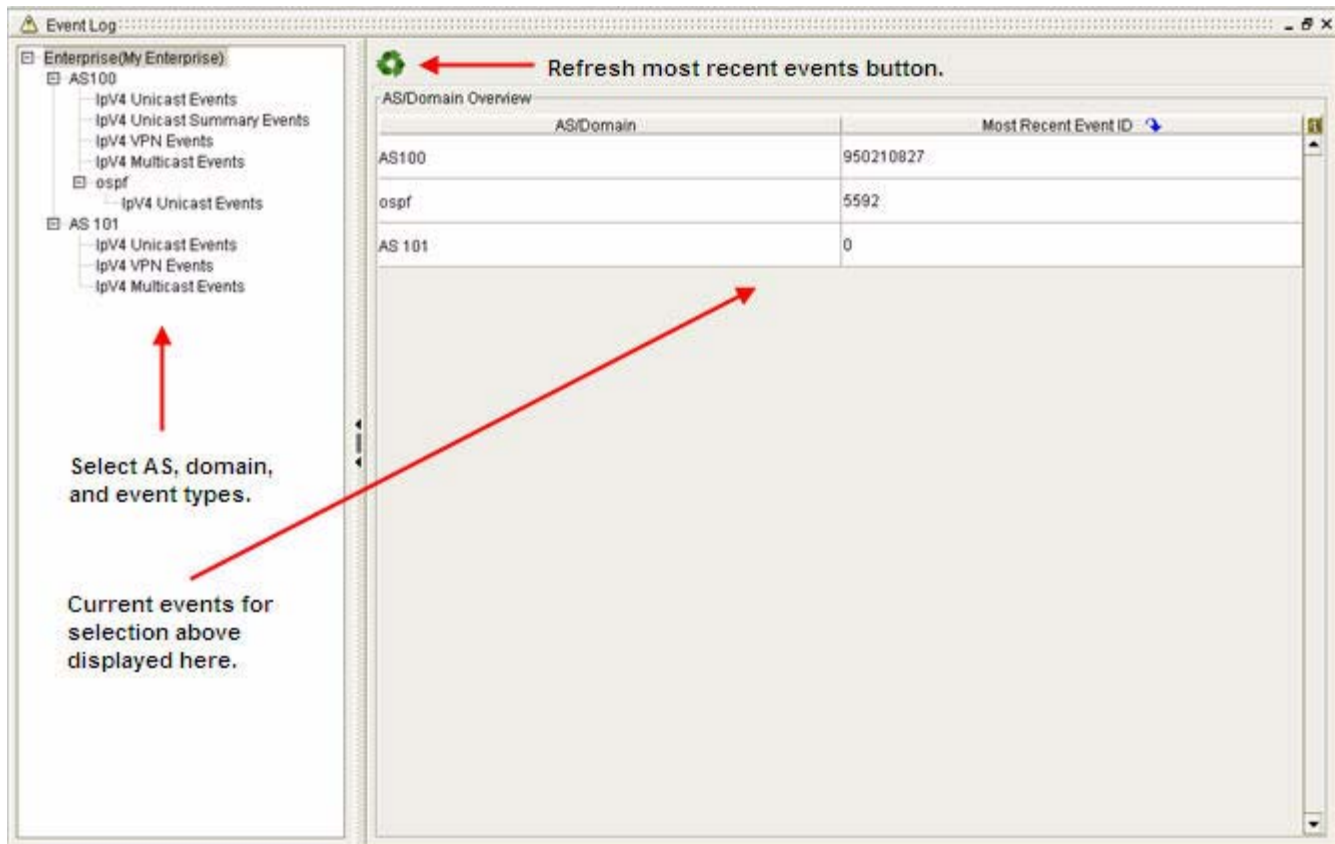 Event Log
Enterprise(My Enterprise)
AS100
IpV4 Unicast Events
IpV4 Unicast Summary Events
IpV4 VPN Events
IpV4 Multicast Events
ospf
IpV4 Unicast Events
AS 101
IpV4 Unicast Events
IpV4 VPN Events
IpV4 Multicast Events
Select AS, domain,
and event types.
Current events for
selection above
displayed here.
Refresh most recent events button.
AS/Domain Overview
AS/Domain Most Recent Event ID
AS100 950210827
ospf 5592
AS 101 0